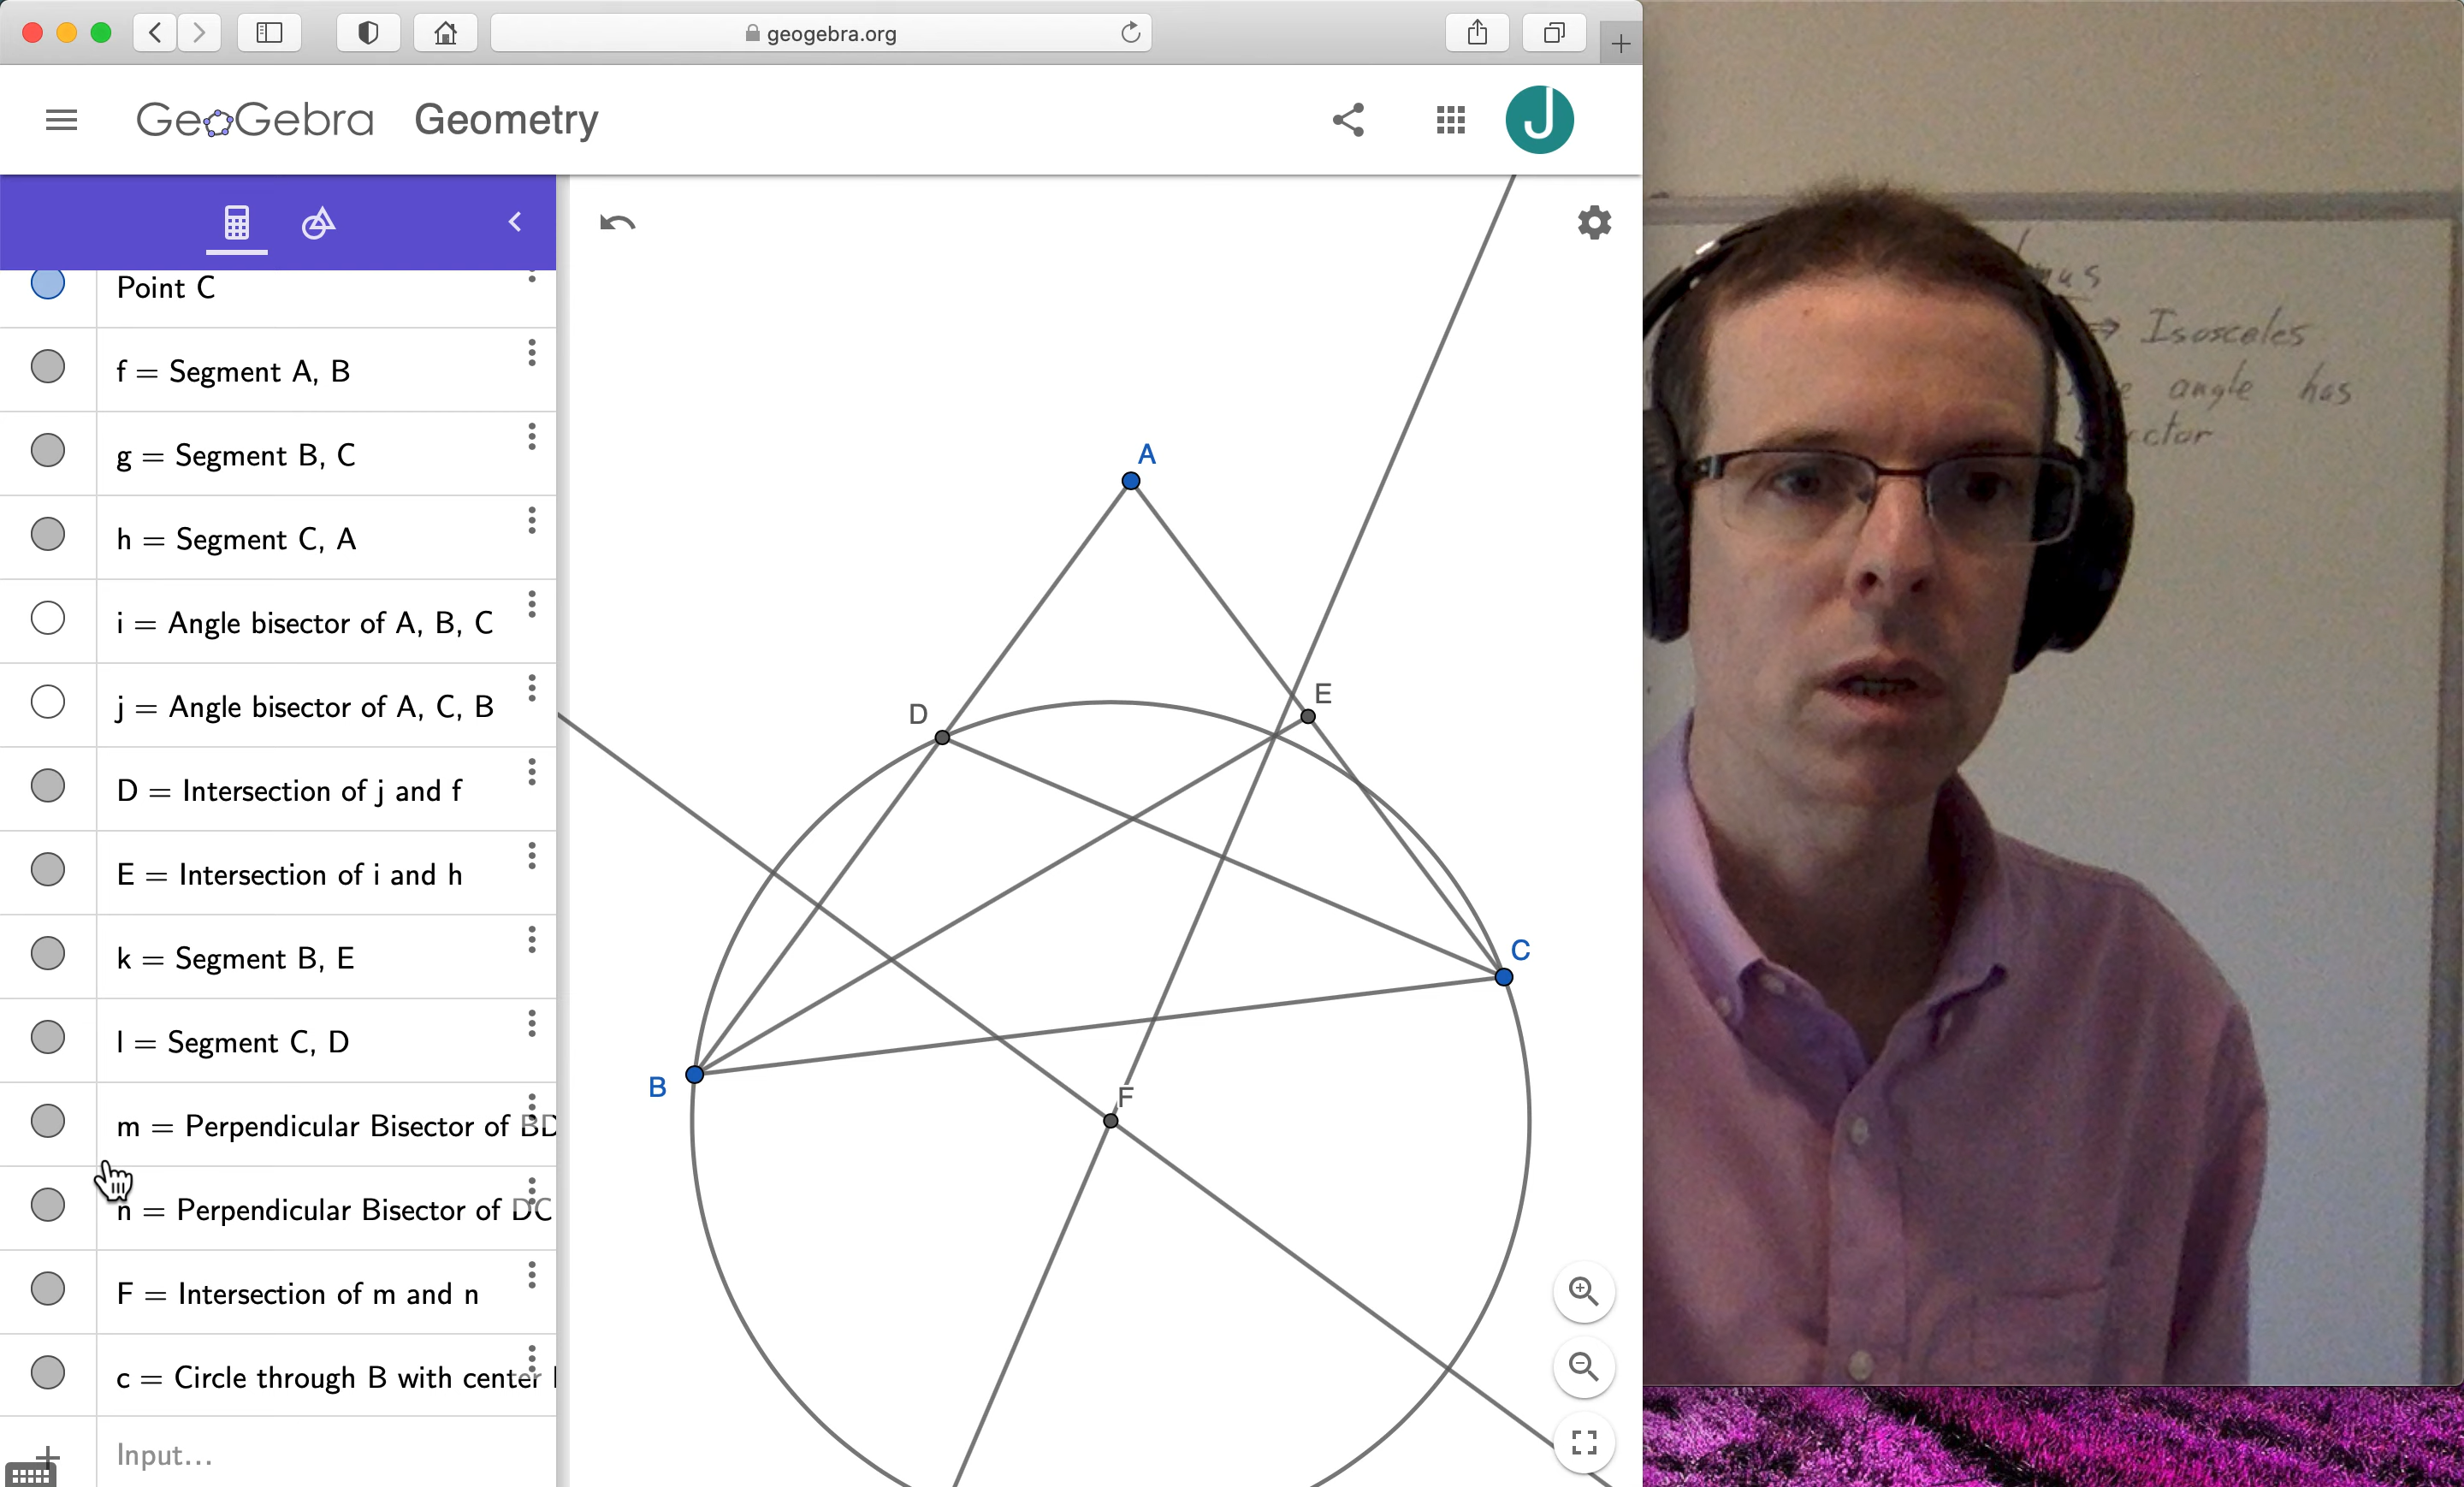 geogebra.org
GeoGebra Geometry
J
Point C
f = Segment A, B
g = Segment B, C
h = Segment C, A
i = Angle bisector of A, B, C
j = Angle bisector of A, C, B
D = Intersection of j and f
E = Intersection of i and h
k = Segment B, E
l = Segment C, D
m = Perpendicular Bisector of BD
n = Perpendicular Bisector of DC
F = Intersection of m and n
c = Circle through B with center
Input…
A
D
E
C
B
F
⇒ Isosceles
angle has